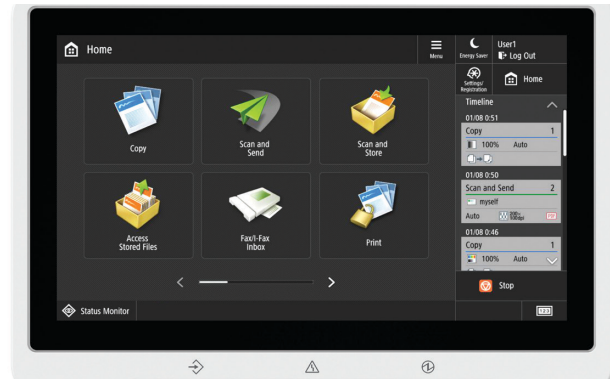 Home
Menu
Energy Saver
User1
Log Out
Settings/
Registration
Home
Copy
Scan and
Send
Scan and
Store
Access
Stored Files
Fax/I-Fax
Inbox
Print
Timeline
01/08 0:51
Copy 1
100% Auto
01/08 0:50
Scan and Send 2
myself
Auto
PDF
01/08 0:46
Copy 1
100% Auto
Stop
Status Monitor
123